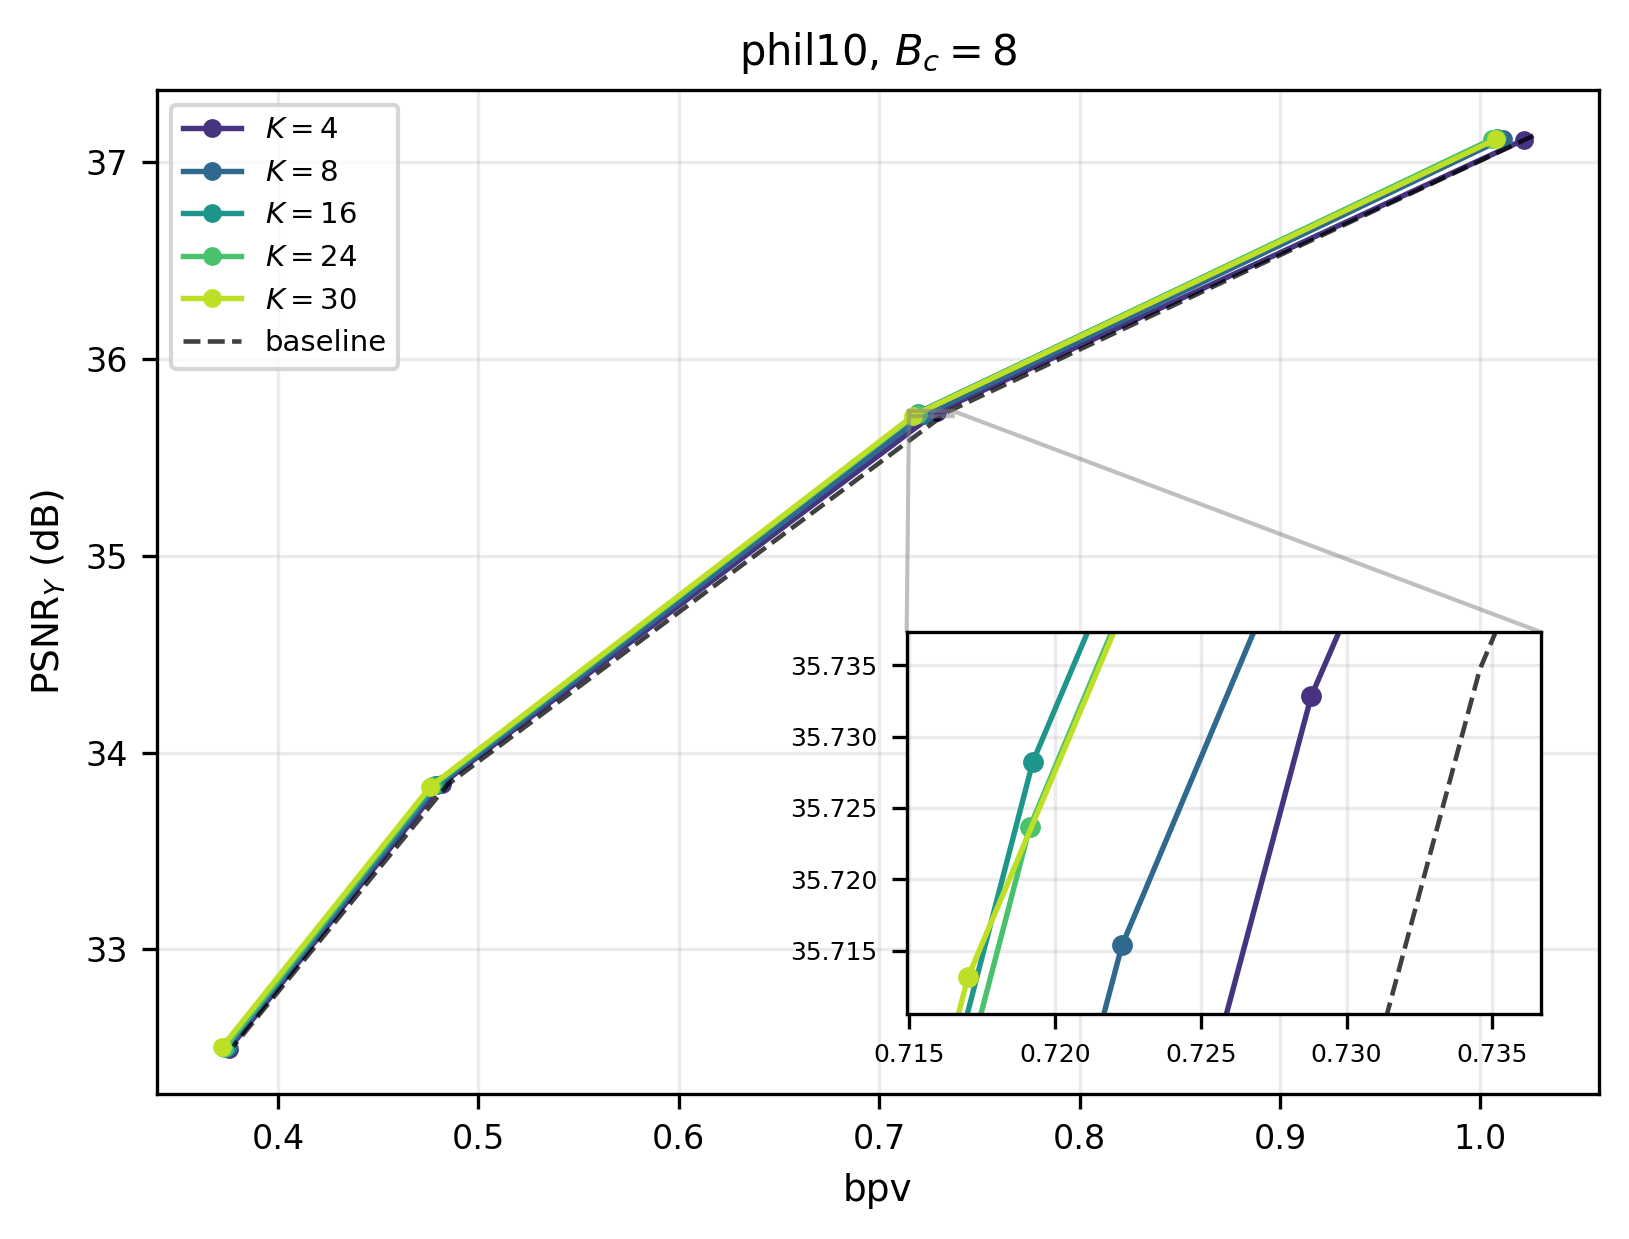 phil10, B_c = 8
K = 4
K = 8
K = 16
K = 24
K = 30
baseline
PSNR_Y (dB)
37
36
35
34
33
35.735
35.730
35.725
35.720
35.715
0.715 0.720 0.725 0.730 0.735
0.4 0.5 0.6 0.7 0.8 0.9 1.0
bpv